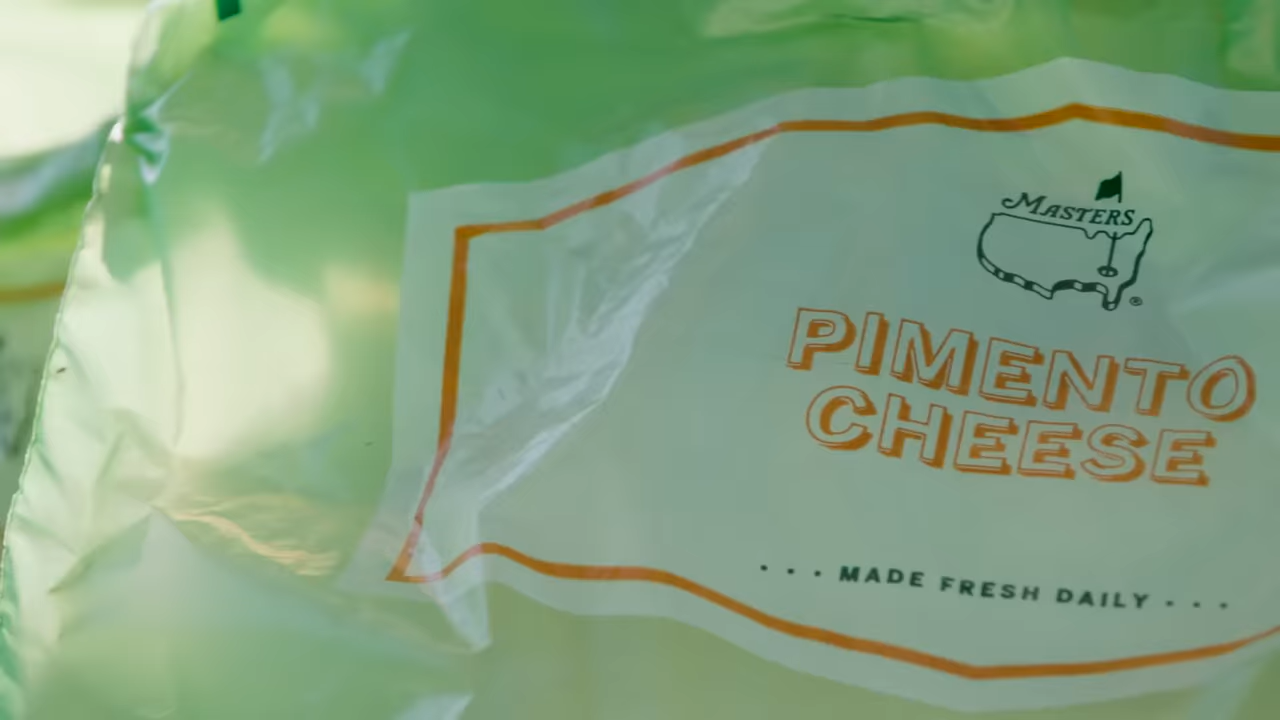 MASTERS
®
PIMENTO
CHEESE
... MADE FRESH DAILY ...